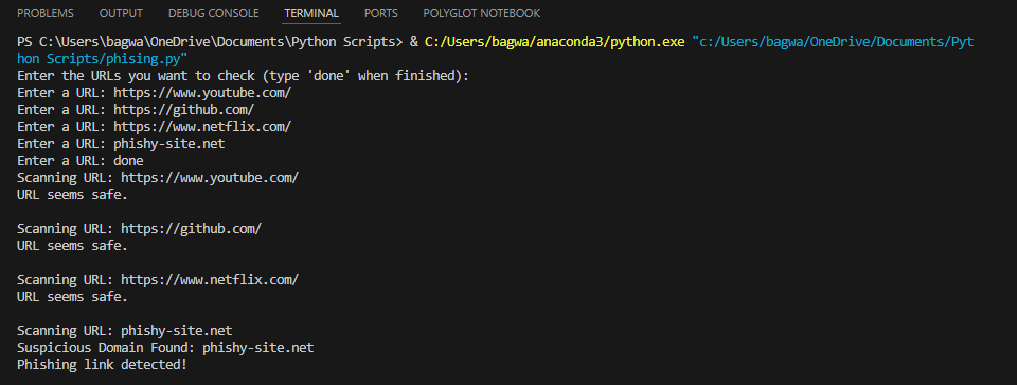 PROBLEMS OUTPUT DEBUG CONSOLE TERMINAL PORTS POLYGLOT NOTEBOOK
PS C:\Users\bagwa\OneDrive\Documents\Python Scripts> & C:/Users/bagwa/anaconda3/python.exe "c:/Users/bagwa/OneDrive/Documents/Pyt
hon Scripts/phising.py"
Enter the URLs you want to check (type 'done' when finished):
Enter a URL: https://www.youtube.com/
Enter a URL: https://github.com/
Enter a URL: https://www.netflix.com/
Enter a URL: phishy-site.net
Enter a URL: done
Scanning URL: https://www.youtube.com/
URL seems safe.
Scanning URL: https://github.com/
URL seems safe.
Scanning URL: https://www.netflix.com/
URL seems safe.
Scanning URL: phishy-site.net
Suspicious Domain Found: phishy-site.net
Phishing link detected!